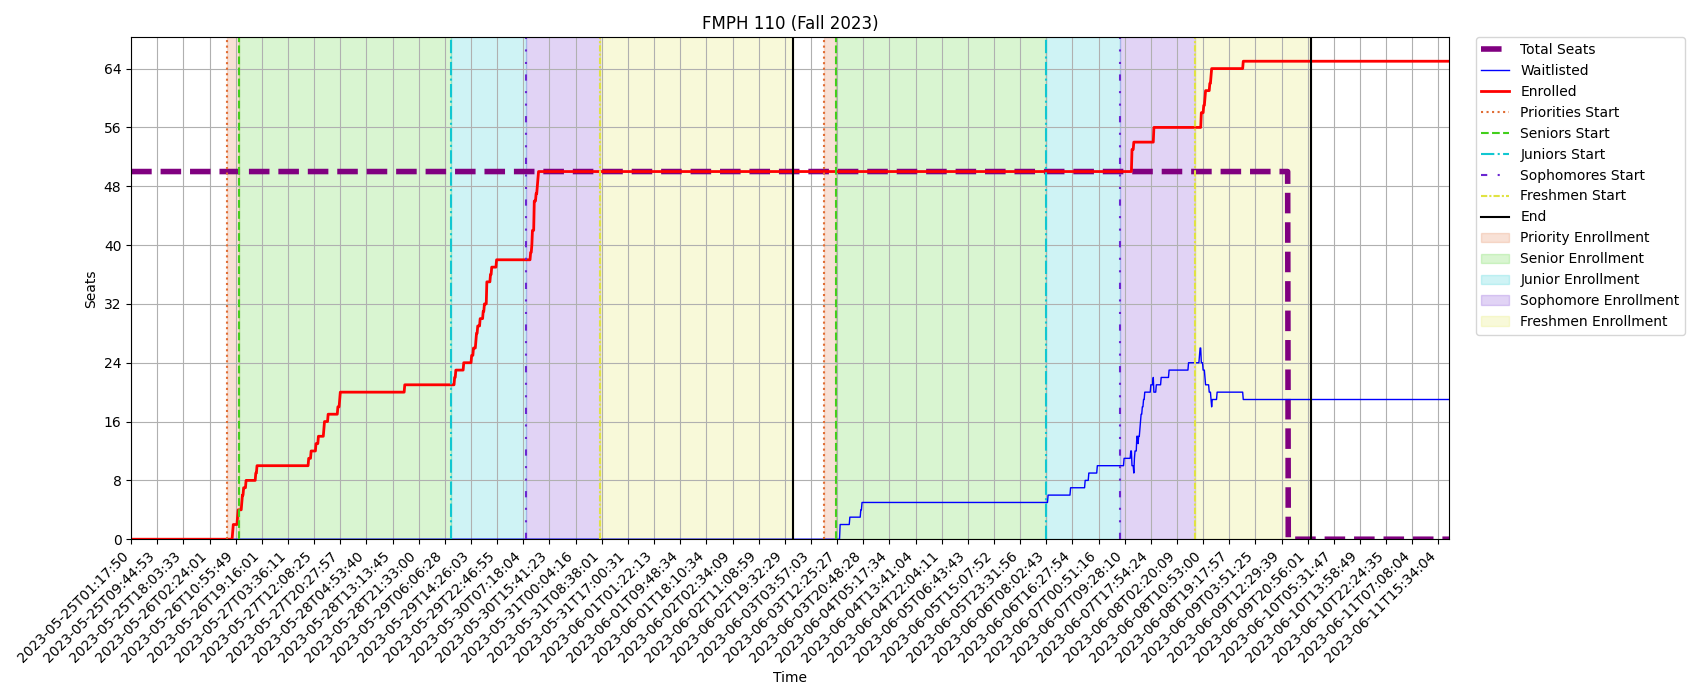 FMPH 110 (Fall 2023)
Total Seats
Waitlisted
Enrolled
Priorities Start
Seniors Start
Juniors Start
Sophomores Start
Freshmen Start
End
Priority Enrollment
Senior Enrollment
Junior Enrollment
Sophomore Enrollment
Freshmen Enrollment
Seats
64
56
48
40
32
24
16
8
0
2023-05-25T01:17:50
2023-05-25T09:44:53
2023-05-25T18:03:33
2023-05-26T02:24:01
2023-05-26T10:55:49
2023-05-26T19:16:01
2023-05-27T03:36:11
2023-05-27T12:08:25
2023-05-27T20:27:57
2023-05-28T04:53:40
2023-05-28T13:13:45
2023-05-28T21:33:00
2023-05-29T06:06:28
2023-05-29T14:26:03
2023-05-29T22:46:55
2023-05-30T07:18:04
2023-05-30T15:41:23
2023-05-31T00:04:16
2023-05-31T08:38:01
2023-05-31T17:00:31
2023-06-01T01:22:13
2023-06-01T09:48:34
2023-06-01T18:10:34
2023-06-02T02:34:09
2023-06-02T11:08:59
2023-06-02T19:32:29
2023-06-03T03:57:03
2023-06-03T12:25:27
2023-06-03T20:48:28
2023-06-04T05:17:34
2023-06-04T13:41:04
2023-06-04T22:04:11
2023-06-05T06:43:43
2023-06-05T15:07:52
2023-06-05T23:31:56
2023-06-06T08:02:43
2023-06-06T16:27:54
2023-06-07T00:51:16
2023-06-07T09:28:10
2023-06-07T17:54:24
2023-06-08T02:20:09
2023-06-08T10:53:00
2023-06-08T19:17:57
2023-06-09T03:51:25
2023-06-09T12:29:39
2023-06-09T20:56:01
2023-06-10T05:31:47
2023-06-10T13:58:49
2023-06-10T22:24:35
2023-06-11T07:08:04
2023-06-11T15:34:04
Time